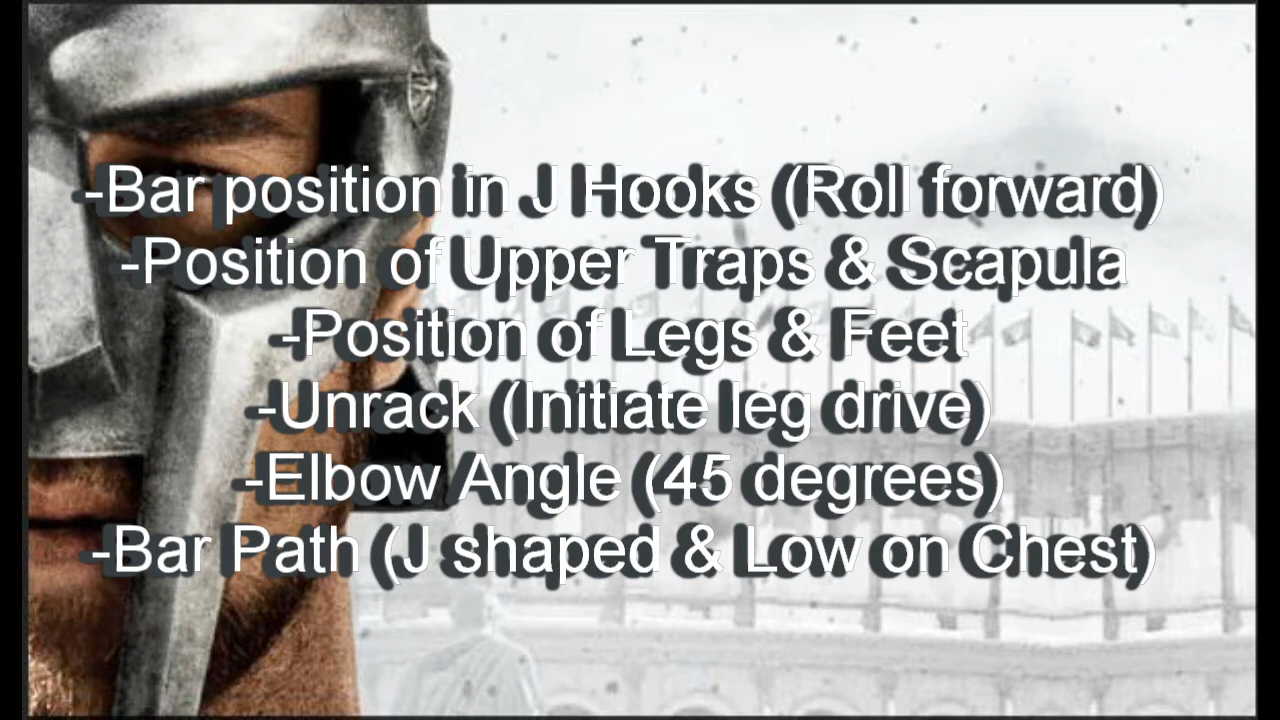 -Bar position in J Hooks (Roll forward)
-Position of Upper Traps & Scapula
-Position of Legs & Feet
-Unrack (Initiate leg drive)
-Elbow Angle (45 degrees)
-Bar Path (J shaped & Low on Chest)